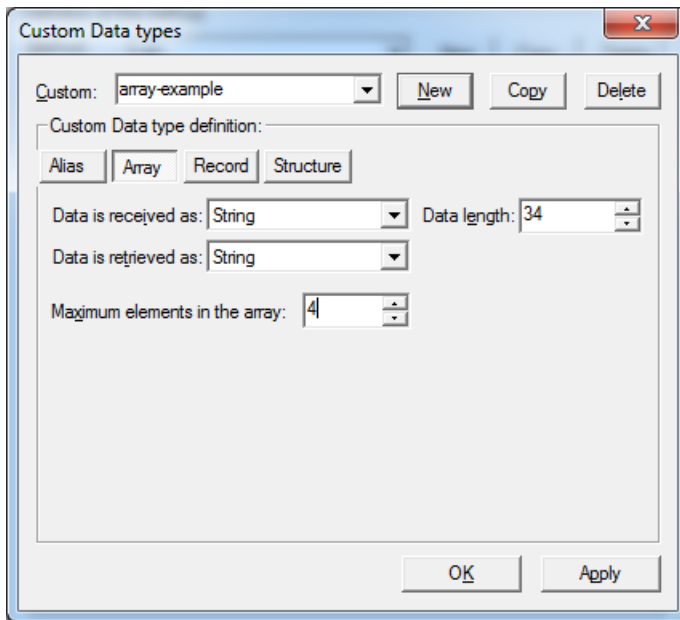 Custom Data types
Custom: array-example New Copy Delete
Custom Data type definition:
Alias Array Record Structure
Data is received as: String Data length: 34
Data is retrieved as: String
Maximum elements in the array: 4
OK Apply